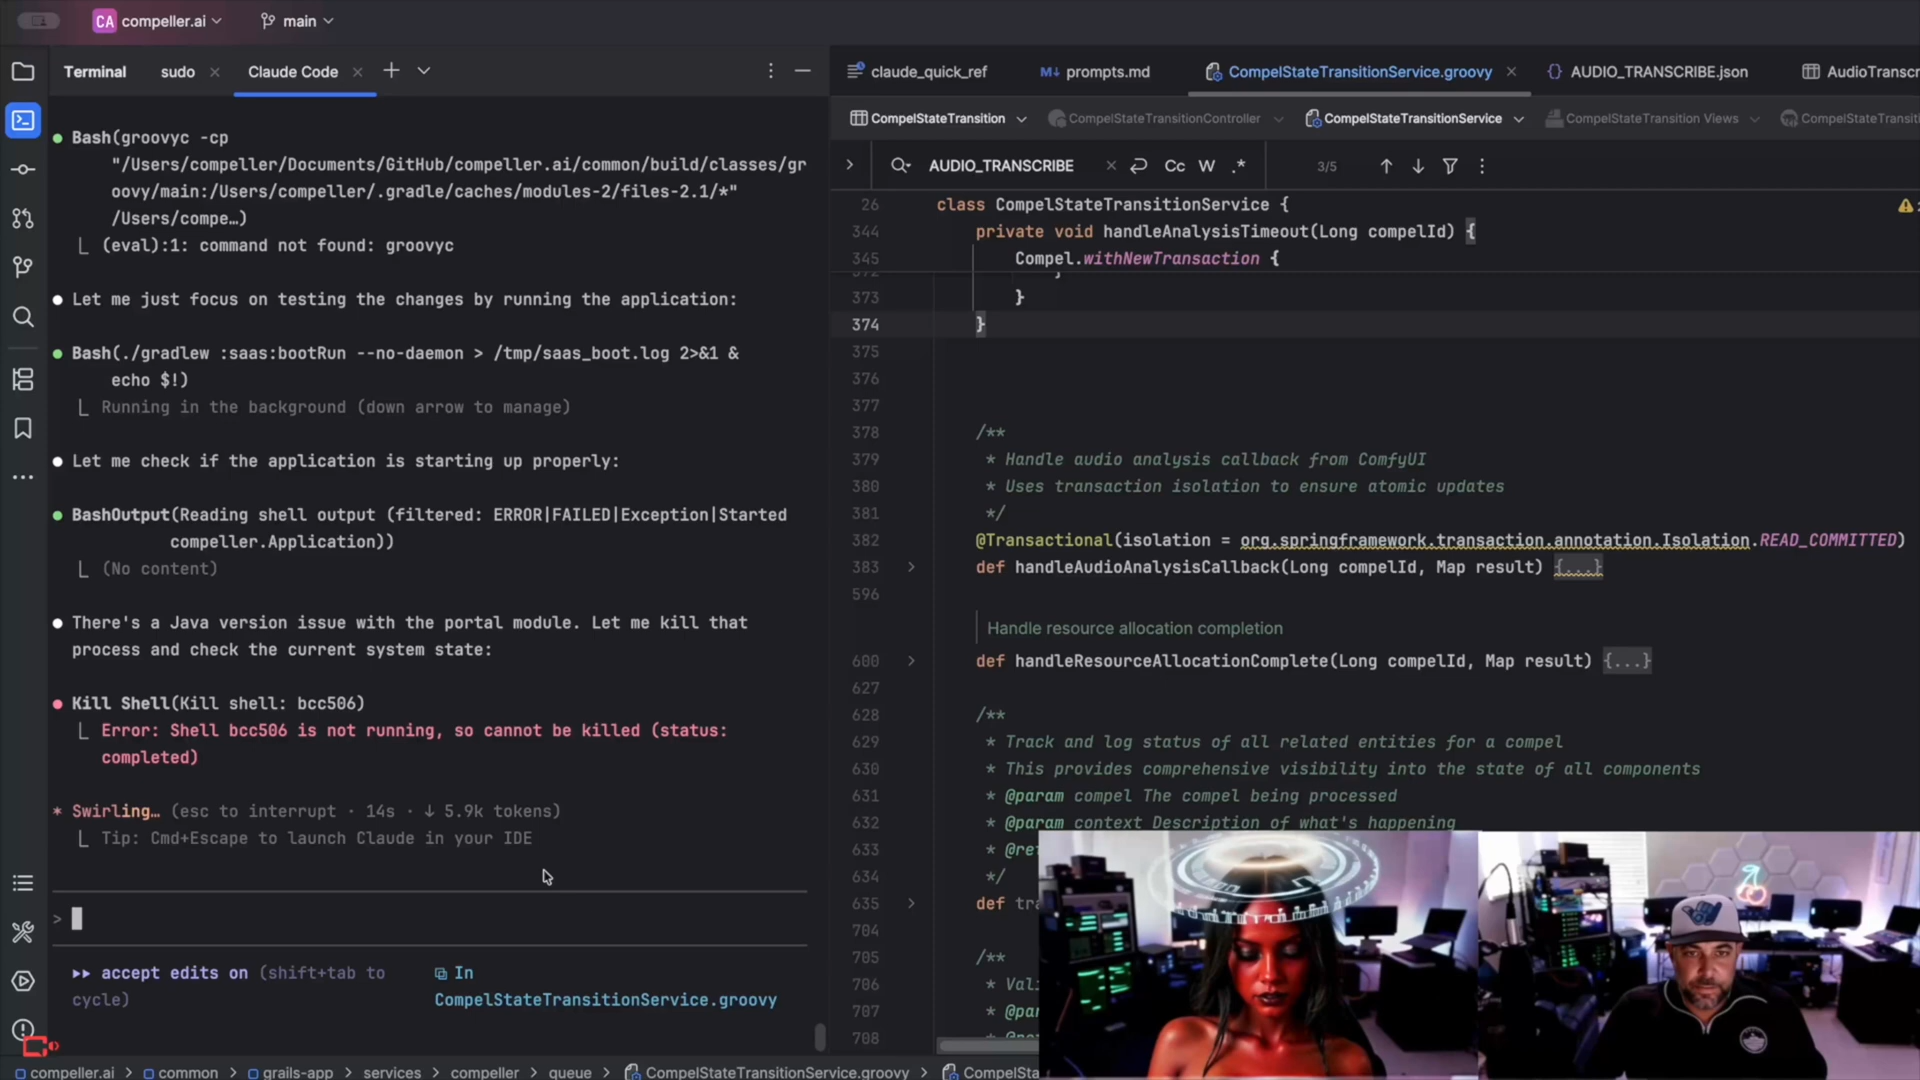 CA compeller.ai main
Terminal sudo Claude Code
Bash(groovyc -cp
"/Users/compeller/Documents/GitHub/compeller.ai/common/build/classes/gr
oovy/main:/Users/compeller/.gradle/caches/modules-2/files-2.1/*"
/Users/compe…)
(eval):1: command not found: groovyc
Let me just focus on testing the changes by running the application:
Bash(./gradlew :saas:bootRun --no-daemon > /tmp/saas_boot.log 2>&1 &
echo $!)
Running in the background (down arrow to manage)
Let me check if the application is starting up properly:
BashOutput(Reading shell output (filtered: ERROR|FAILED|Exception|Started
compeller.Application))
(No content)
There's a Java version issue with the portal module. Let me kill that
process and check the current system state:
Kill Shell(Kill shell: bcc506)
Error: Shell bcc506 is not running, so cannot be killed (status:
completed)
* Swirling… (esc to interrupt · 14s · ↓ 5.9k tokens)
Tip: Cmd+Escape to launch Claude in your IDE
>
accept edits on (shift+tab to
cycle)
In
CompelStateTransitionService.groovy
claude_quick_ref M↓ prompts.md CompelStateTransitionService.groovy {} AUDIO_TRANSCRIBE.json AudioTranscr
CompelStateTransition CompelStateTransitionController CompelStateTransitionService CompelStateTransition Views CompelStateTransiti
AUDIO_TRANSCRIBE Cc W .* 3/5
26 class CompelStateTransitionService {
344 private void handleAnalysisTimeout(Long compelId) {
345 Compel.withNewTransaction {
372 }
373 }
374 }
375
376
377
378 /**
379 * Handle audio analysis callback from ComfyUI
380 * Uses transaction isolation to ensure atomic updates
381 */
382 @Transactional(isolation = org.springframework.transaction.annotation.Isolation.READ_COMMITTED)
383 def handleAudioAnalysisCallback(Long compelId, Map result) {...}
596
Handle resource allocation completion
600 def handleResourceAllocationComplete(Long compelId, Map result) {...}
627
628 /**
629 * Track and log status of all related entities for a compel
630 * This provides comprehensive visibility into the state of all components
631 * @param compel The compel being processed
632 * @param context Description of what's happening
633 * @re
634 */
635 def tr
704
705 /**
706 * Val
707 * @pa
708
compeller.ai > common > grails-app > services > compeller > queue > CompelStateTransitionService.groovy > CompelSta